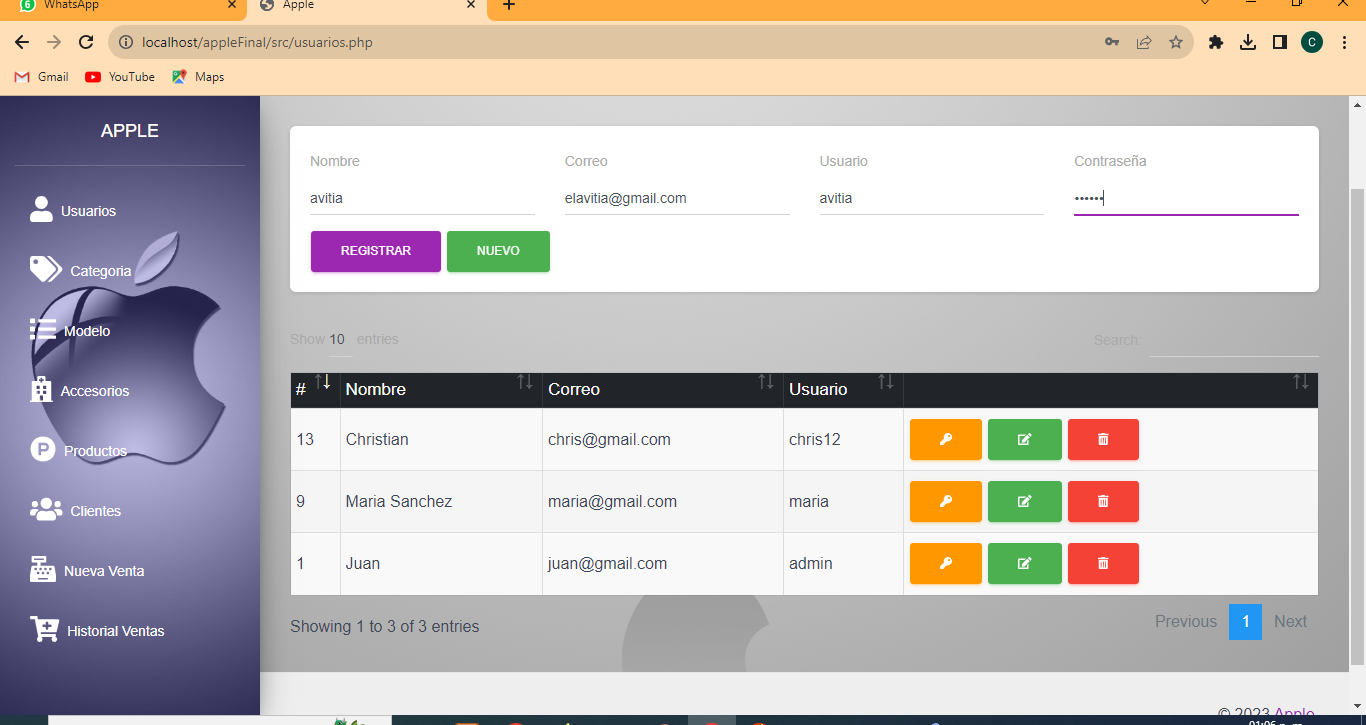 WhatsApp
Apple
localhost/appleFinal/src/usuarios.php
C
Gmail
YouTube
Maps
APPLE
Usuarios
Categoria
Modelo
Accesorios
Productos
Clientes
Nueva Venta
Historial Ventas
Nombre Correo Usuario Contraseña
avitia elavitia@gmail.com avitia ••••••
REGISTRAR NUEVO
Show 10 entries Search:
# Nombre Correo Usuario
13 Christian chris@gmail.com chris12
9 Maria Sanchez maria@gmail.com maria
1 Juan juan@gmail.com admin
Showing 1 to 3 of 3 entries Previous 1 Next
© 2023 Apple
01:06 p. m.